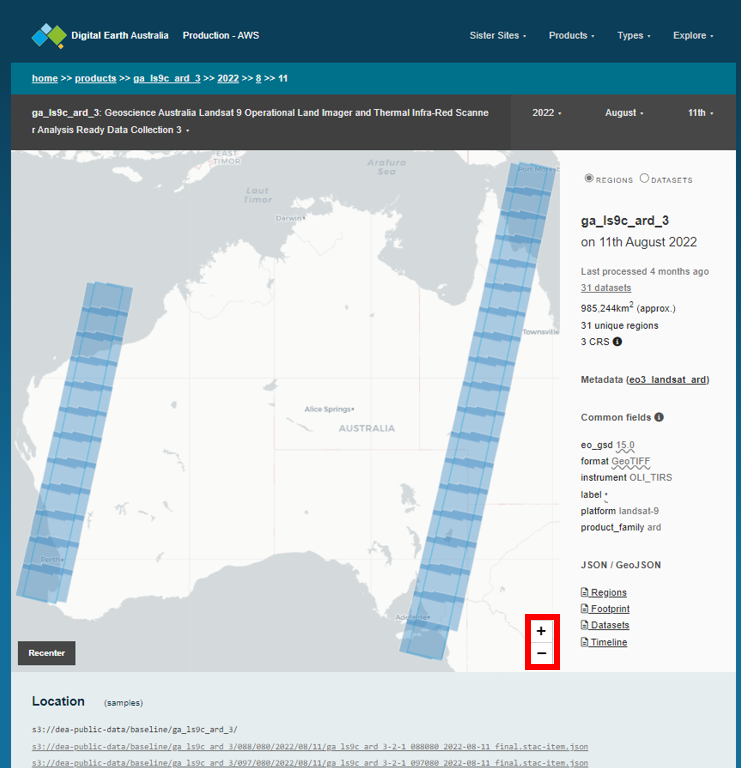 Digital Earth Australia Production - AWS Sister Sites Products Types Explore
home >> products >> ga_ls9c_ard_3 >> 2022 >> 8 >> 11
ga_ls9c_ard_3: Geoscience Australia Landsat 9 Operational Land Imager and Thermal Infra-Red Scanne
r Analysis Ready Data Collection 3
2022 August 11th
EAST
TIMOR
Arafura
Sea
Port Moresb
Laut
Timor
Darwin
Townsville
Alice Springs
AUSTRALIA
Perth
Adelaide
+
−
Recenter
REGIONS DATASETS
ga_ls9c_ard_3
on 11th August 2022
Last processed 4 months ago
31 datasets
985,244km2 (approx.)
31 unique regions
3 CRS
Metadata (eo3_landsat_ard)
Common fields
eo_gsd 15.0
format GeoTIFF
instrument OLI_TIRS
label
platform landsat-9
product_family ard
JSON / GeoJSON
Regions
Footprint
Datasets
Timeline
Location (samples)
s3://dea-public-data/baseline/ga_ls9c_ard_3/
s3://dea-public-data/baseline/ga_ls9c_ard_3/088/080/2022/08/11/ga_ls9c_ard_3-2-1_088080_2022-08-11_final.stac-item.json
s3://dea-public-data/baseline/ga_ls9c_ard_3/097/080/2022/08/11/ga_ls9c_ard_3-2-1_097080_2022-08-11_final.stac-item.json